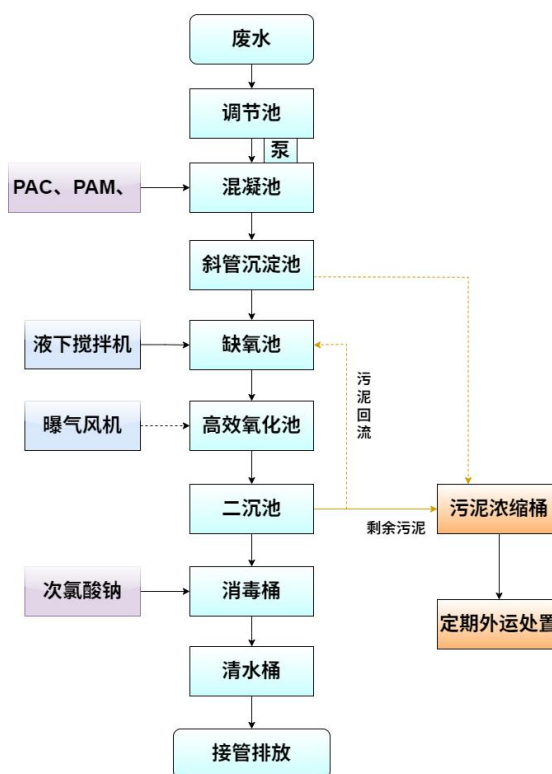 废水
调节池
泵
PAC、PAM、
混凝池
斜管沉淀池
液下搅拌机
缺氧池
污泥回流
曝气风机
高效氧化池
二沉池
剩余污泥
污泥浓缩桶
次氯酸钠
消毒桶
定期外运处置
清水桶
接管排放